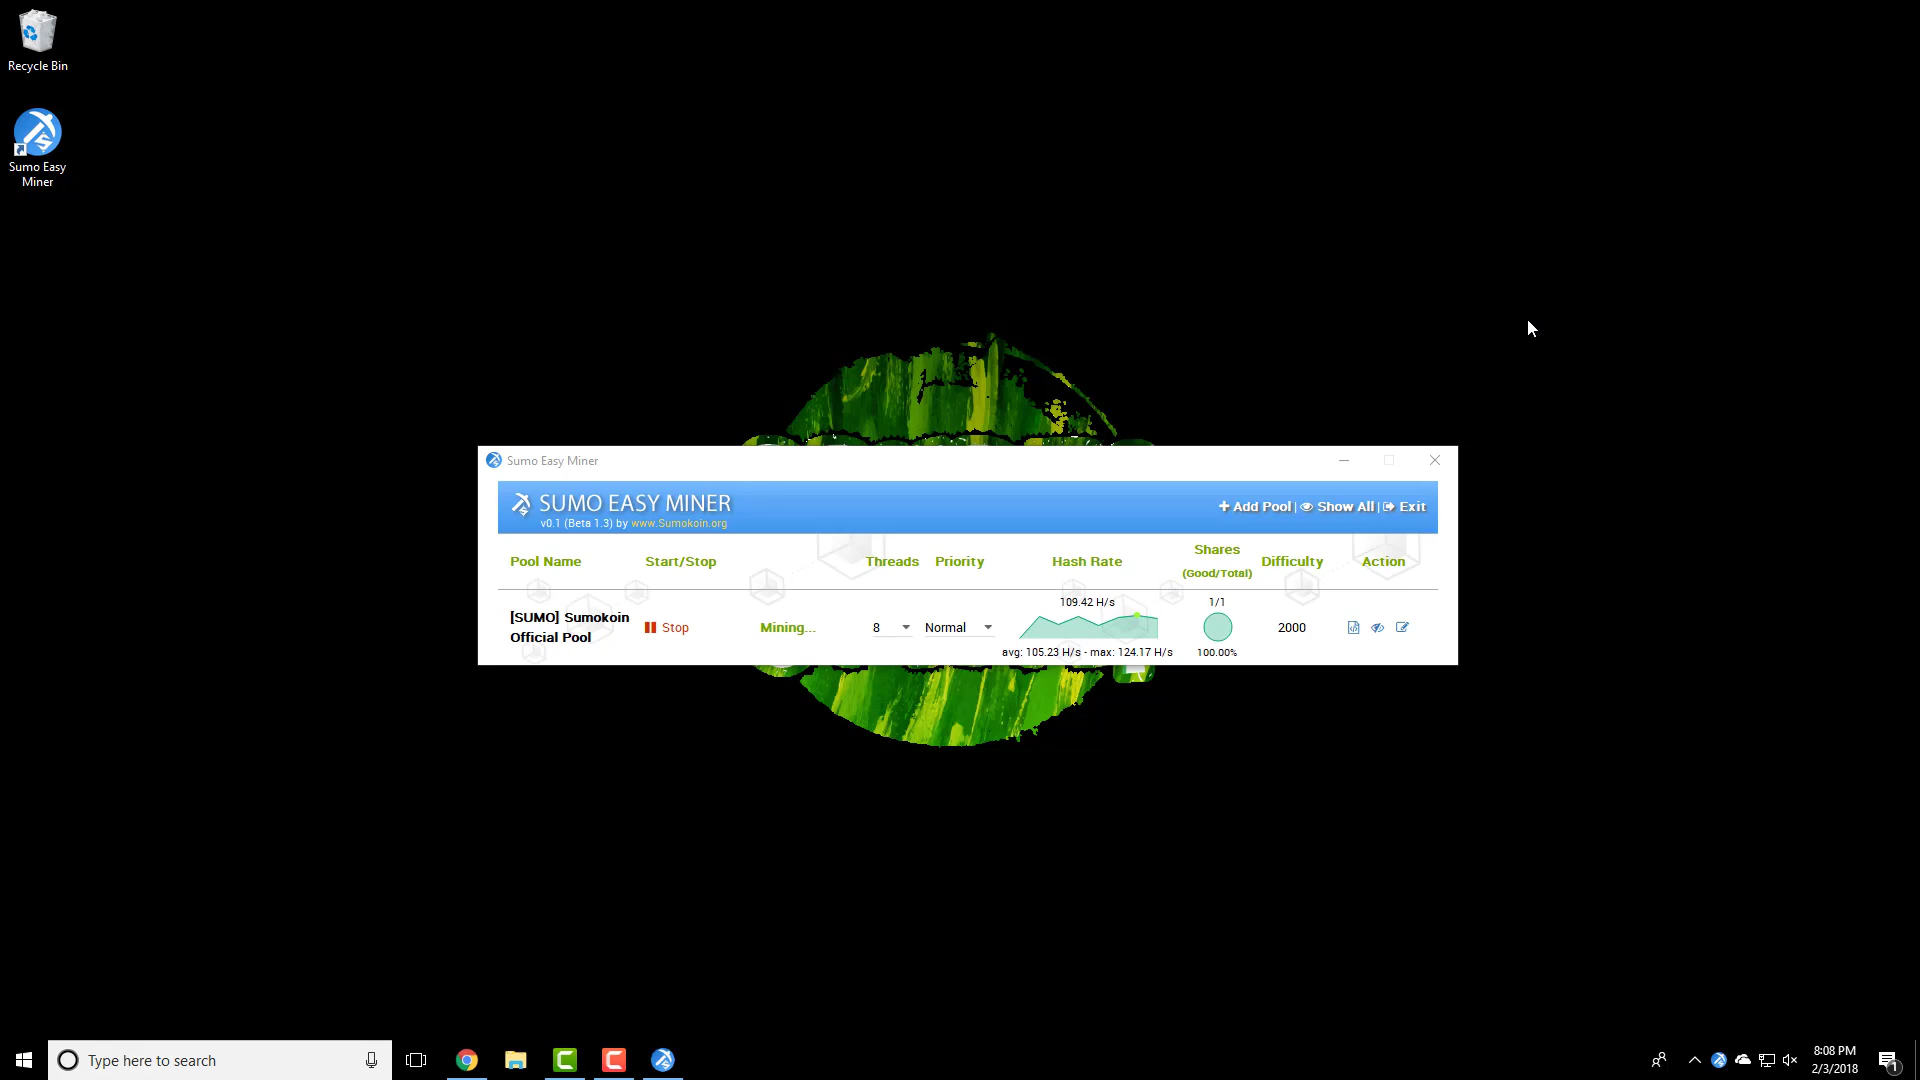 Recycle Bin
Sumo Easy
Miner
Sumo Easy Miner
SUMO EASY MINER
v0.1 (Beta 1.3) by www.Sumokoin.org
Add Pool | Show All | Exit
Pool Name Start/Stop Threads Priority Hash Rate Shares (Good/Total) Difficulty Action
[SUMO] Sumokoin
Official Pool
Stop
Mining...
8
Normal
109.42 H/s
avg: 105.23 H/s - max: 124.17 H/s
1/1
100.00%
2000
Type here to search
8:08 PM
2/3/2018
1